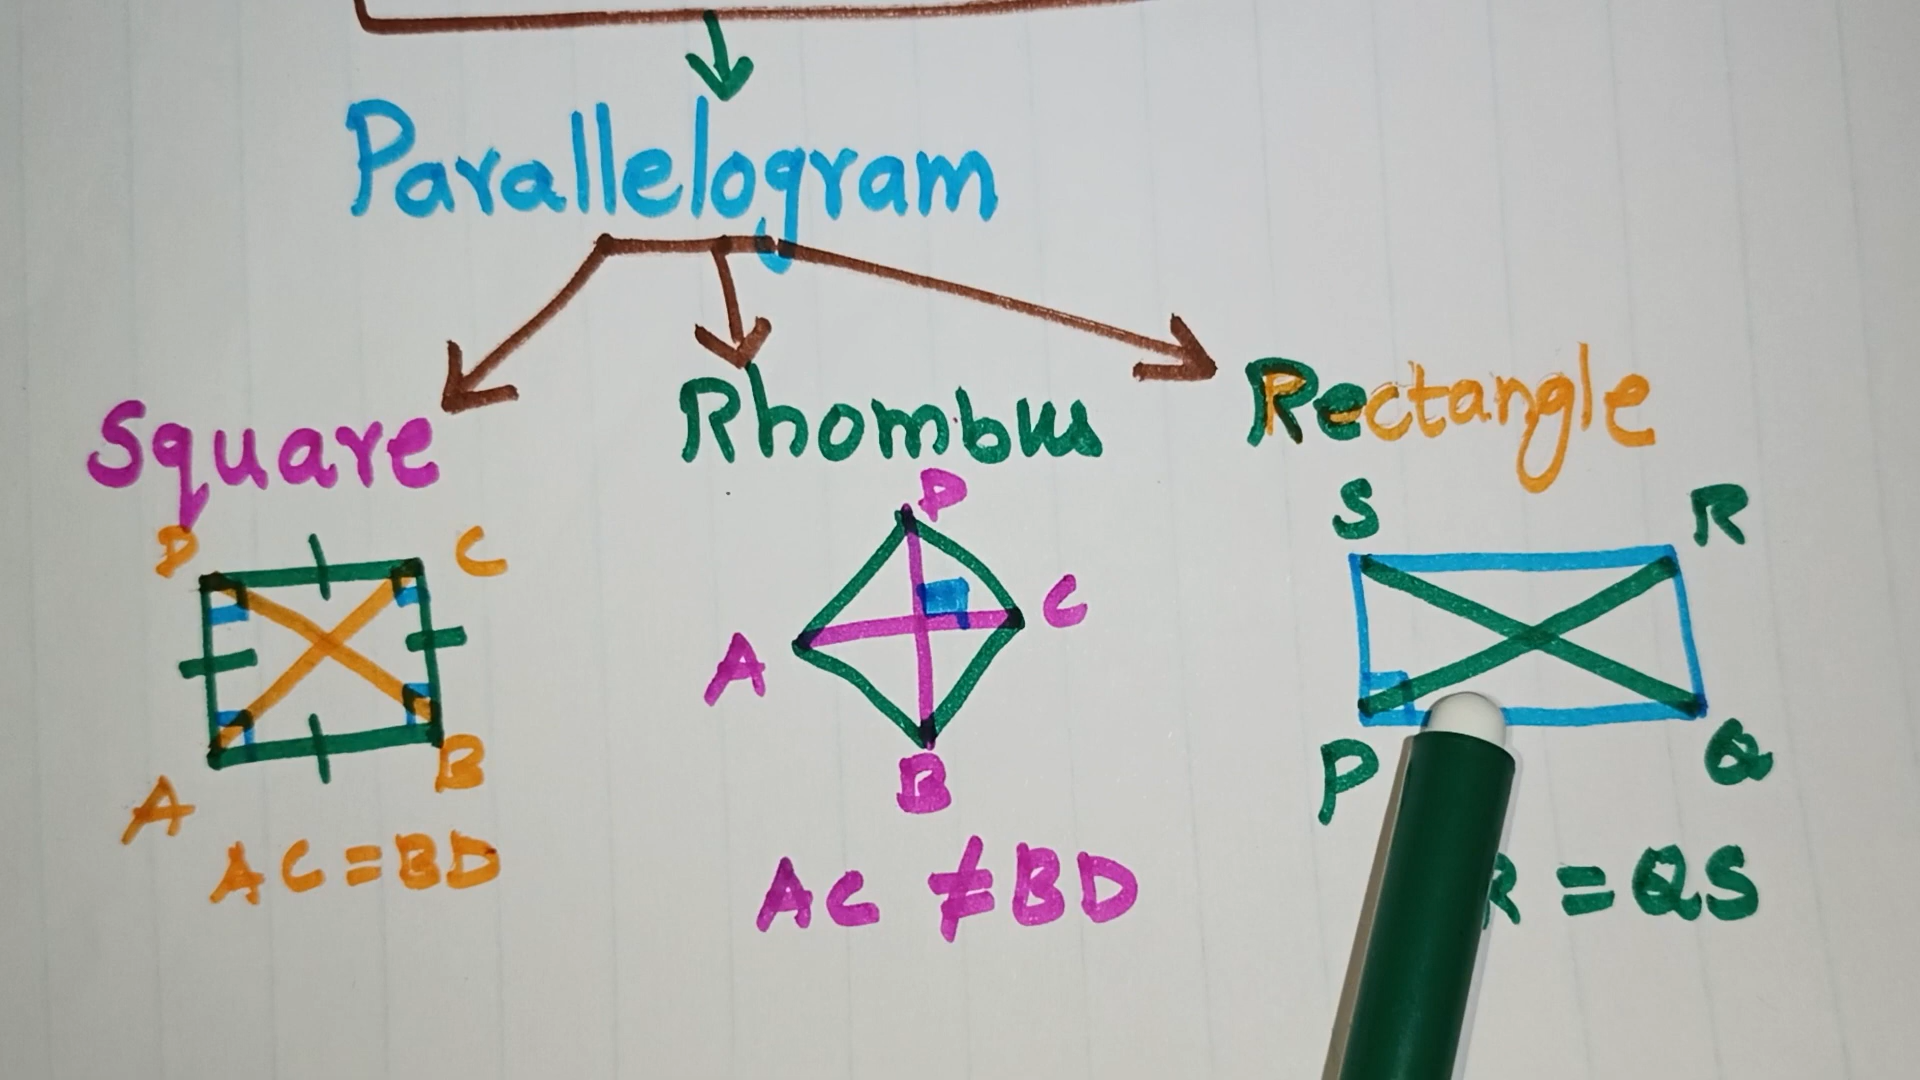 Parallelogram
Square Rhombus Rectangle
D C
A B
AC = BD
D
A C
B
AC ≠ BD
S R
P Q
R = QS